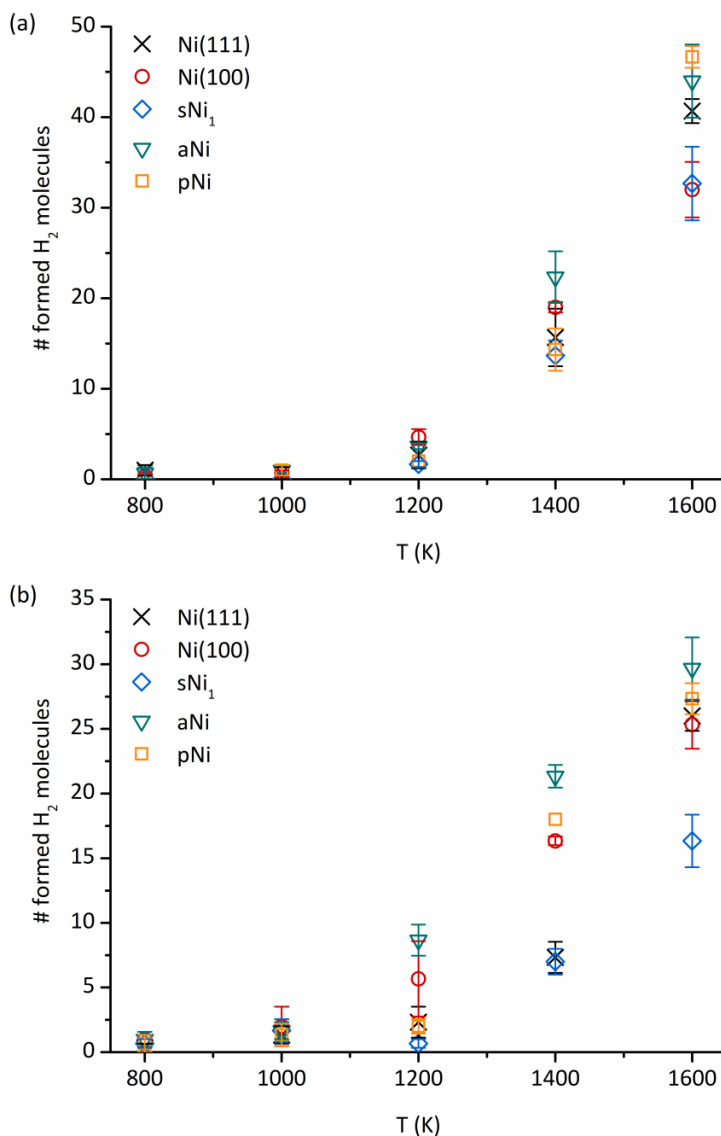 (a)
50
40
30
20
10
0
# formed H₂ molecules
Ni(111)
Ni(100)
sNi₁
aNi
pNi
800 1000 1200 1400 1600
T (K)
(b)
35
30
25
20
15
10
5
0
# formed H₂ molecules
Ni(111)
Ni(100)
sNi₁
aNi
pNi
800 1000 1200 1400 1600
T (K)